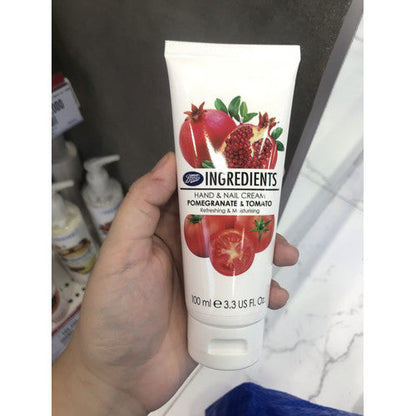 Boots
INGREDIENTS
HAND & NAIL CREAM
POMEGRANATE & TOMATO
Refreshing & Moisturising
100 ml e 3.3 US Fl. Oz.